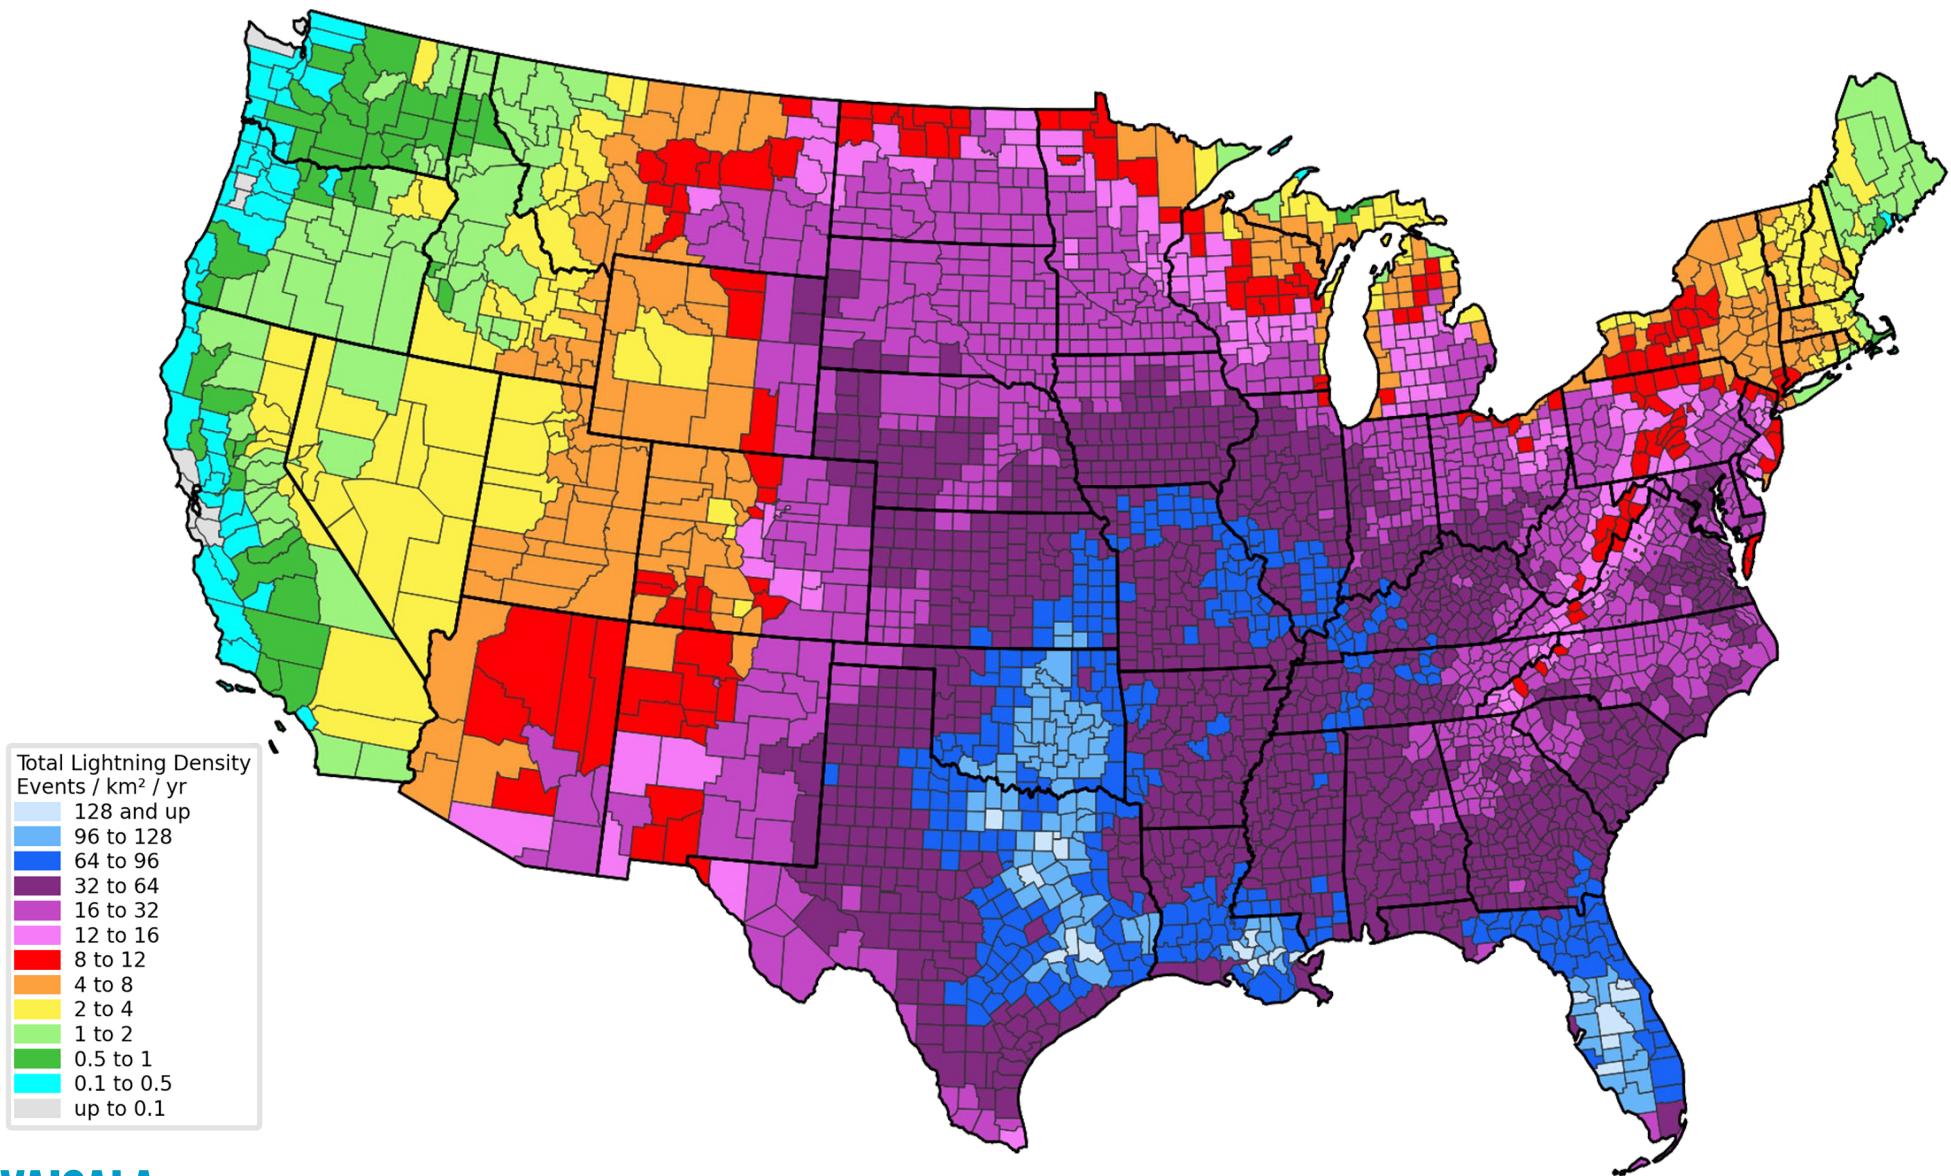 Total Lightning Density
Events / km² / yr
128 and up
96 to 128
64 to 96
32 to 64
16 to 32
12 to 16
8 to 12
4 to 8
2 to 4
1 to 2
0.5 to 1
0.1 to 0.5
up to 0.1
VAISALA